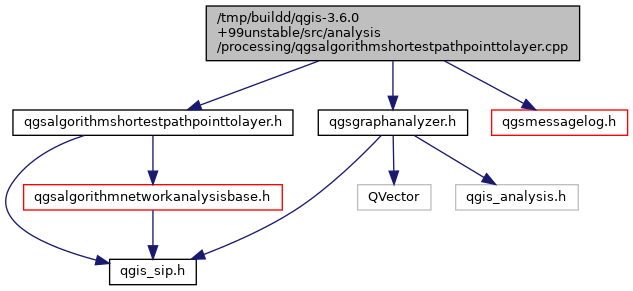 /tmp/buildd/qgis-3.6.0
+99unstable/src/analysis
/processing/qgsalgorithmshortestpathpointtolayer.cpp
qgsalgorithmshortestpathpointtolayer.h
qgsgraphanalyzer.h
qgsmessagelog.h
qgsalgorithmnetworkanalysisbase.h
QVector
qgis_analysis.h
qgis_sip.h